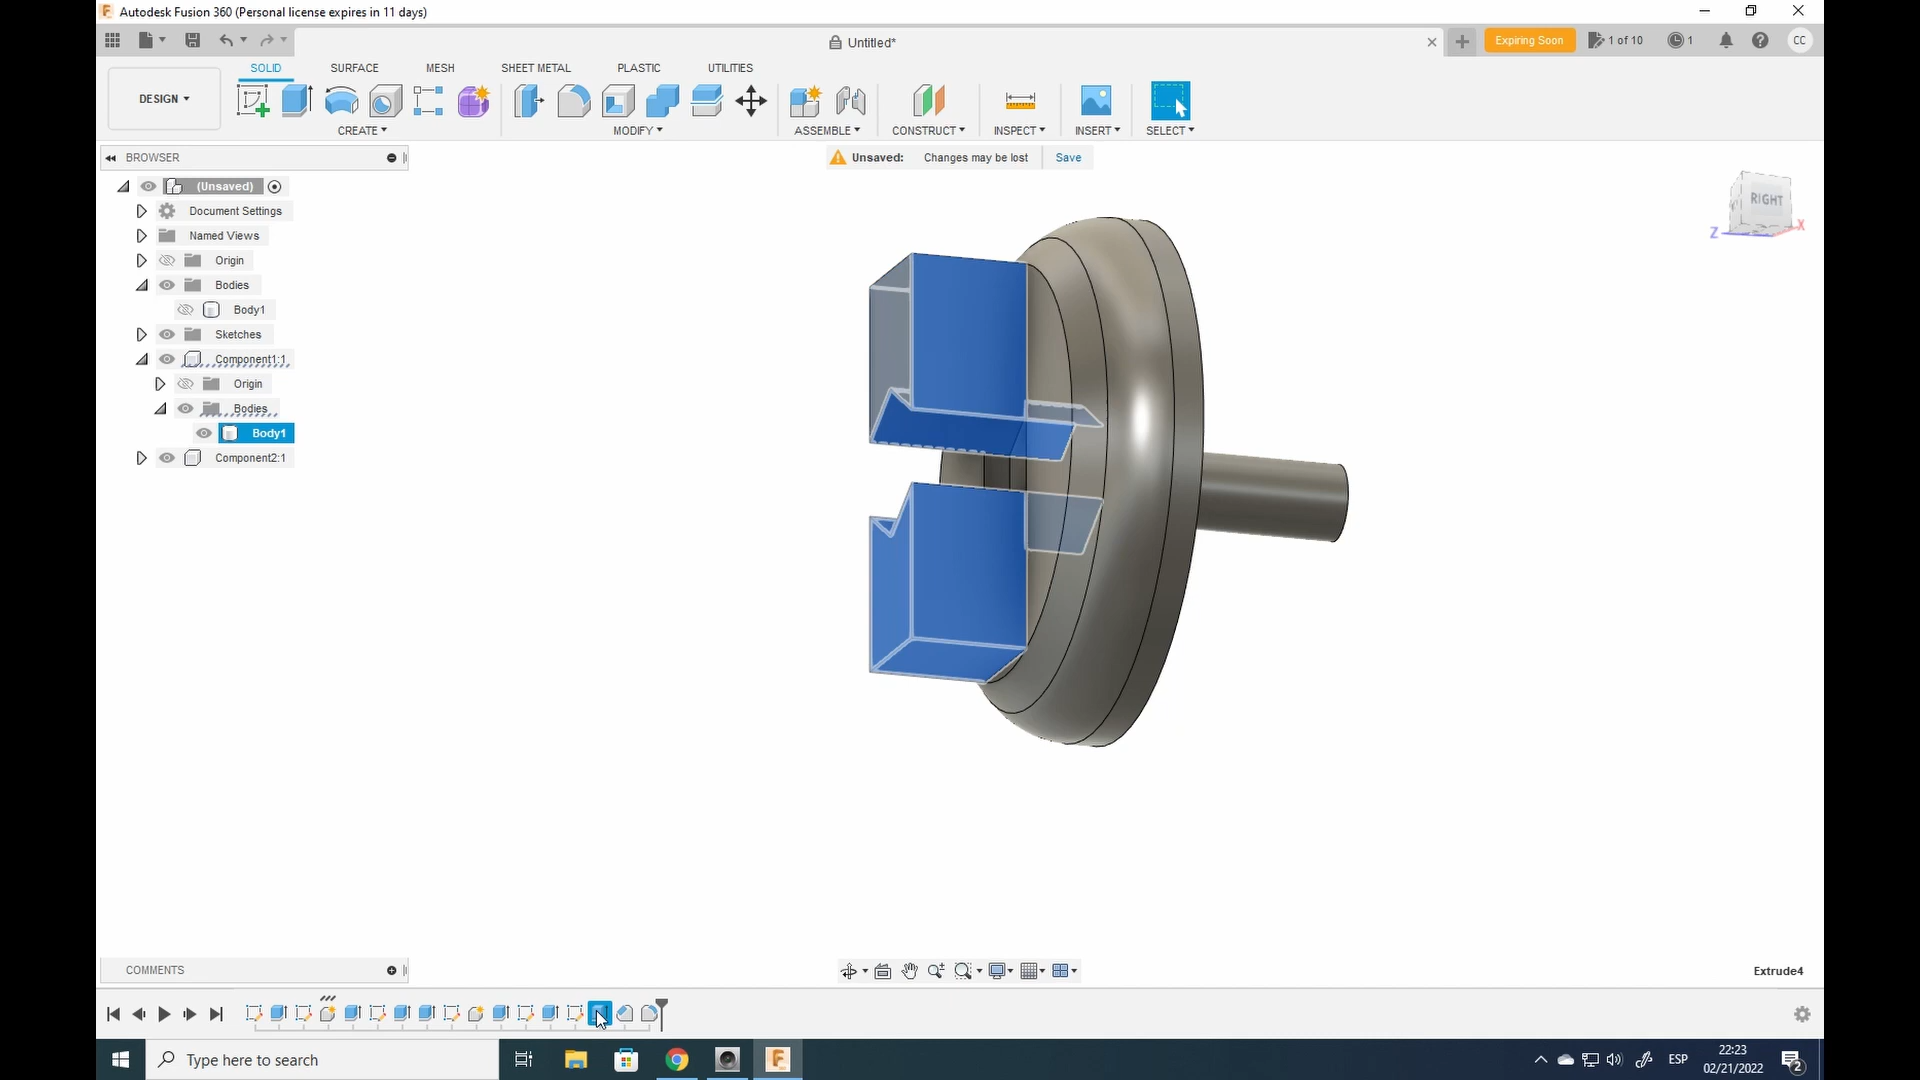 Autodesk Fusion 360 (Personal license expires in 11 days)
Untitled*
Expiring Soon
1 of 10
1
CC
DESIGN
SOLID
SURFACE
MESH
SHEET METAL
PLASTIC
UTILITIES
CREATE
MODIFY
ASSEMBLE
CONSTRUCT
INSPECT
INSERT
SELECT
BROWSER
Unsaved: Changes may be lost Save
(Unsaved)
Document Settings
Named Views
Origin
Bodies
Body1
Sketches
Component1:1
Origin
Bodies
Body1
Component2:1
RIGHT
Z
X
COMMENTS
Extrude4
Type here to search
ESP
22:23
02/21/2022
2